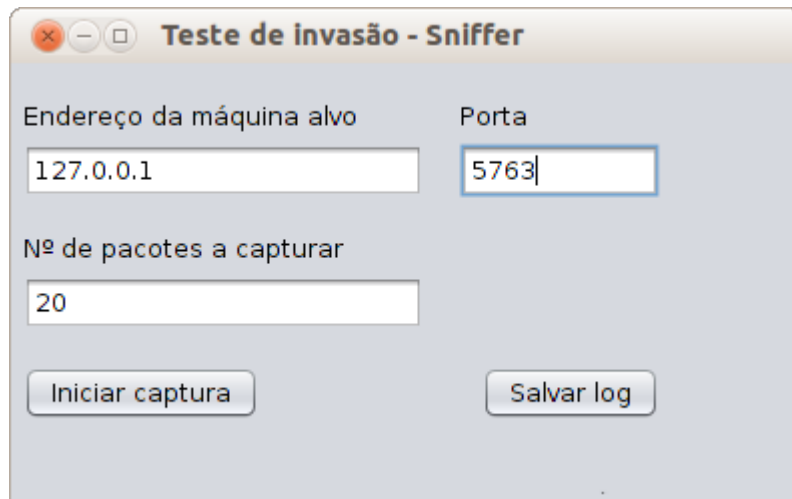 Teste de invasão - Sniffer
Endereço da máquina alvo Porta
127.0.0.1 5763
Nº de pacotes a capturar
20
Iniciar captura Salvar log